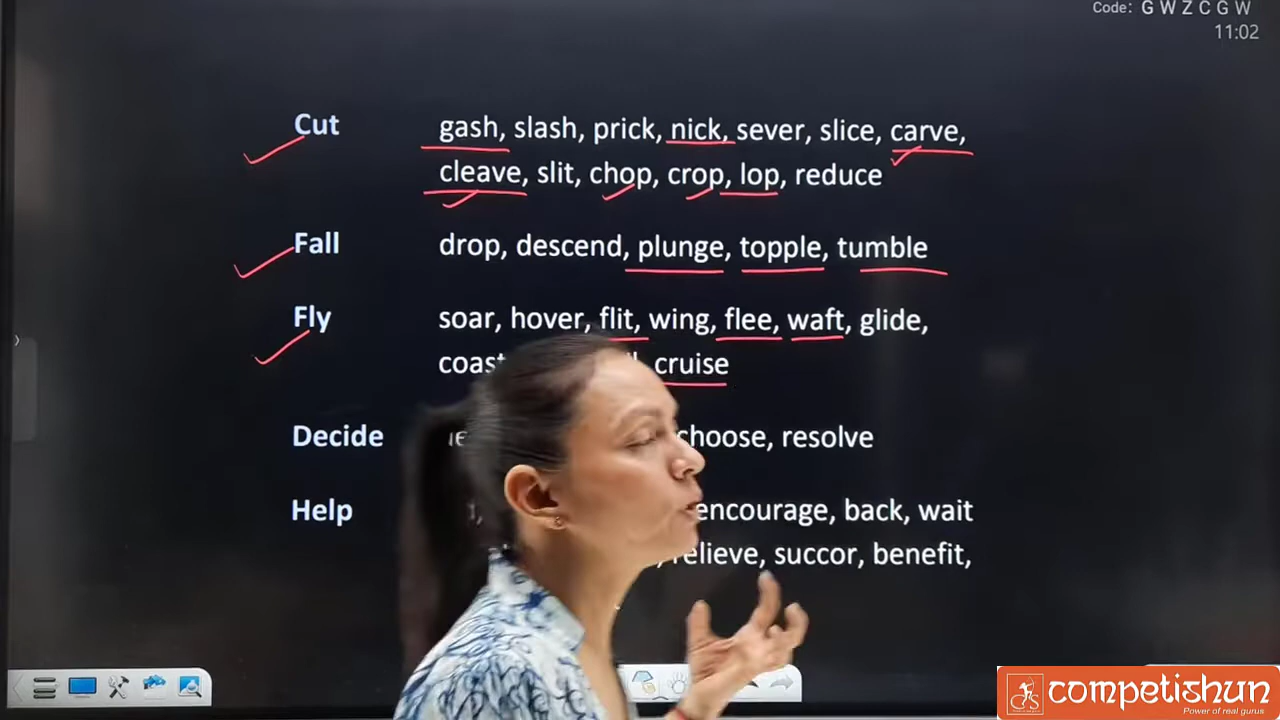 Code: G W Z C G W
11:02
Cut gash, slash, prick, nick, sever, slice, carve,
cleave, slit, chop, crop, lop, reduce
Fall drop, descend, plunge, topple, tumble
Fly soar, hover, flit, wing, flee, waft, glide,
cruise
Decide choose, resolve
Help encourage, back, wait
relieve, succor, benefit,
competishun
Power of real gurus